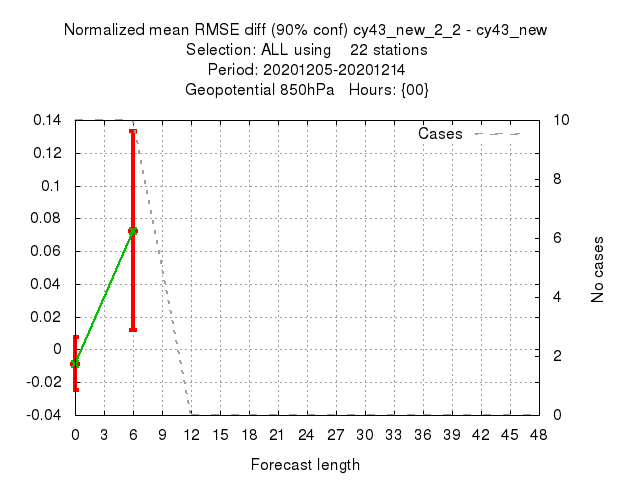 Normalized mean RMSE diff (90% conf) cy43_new_2_2 - cy43_new
Selection: ALL using    22 stations
Period: 20201205-20201214
Geopotential 850hPa   Hours: {00}
Cases
0.14
0.12
0.1
0.08
0.06
0.04
0.02
0
-0.02
-0.04
10
8
6
4
2
0
No cases
0 3 6 9 12 15 18 21 24 27 30 33 36 39 42 45 48
Forecast length